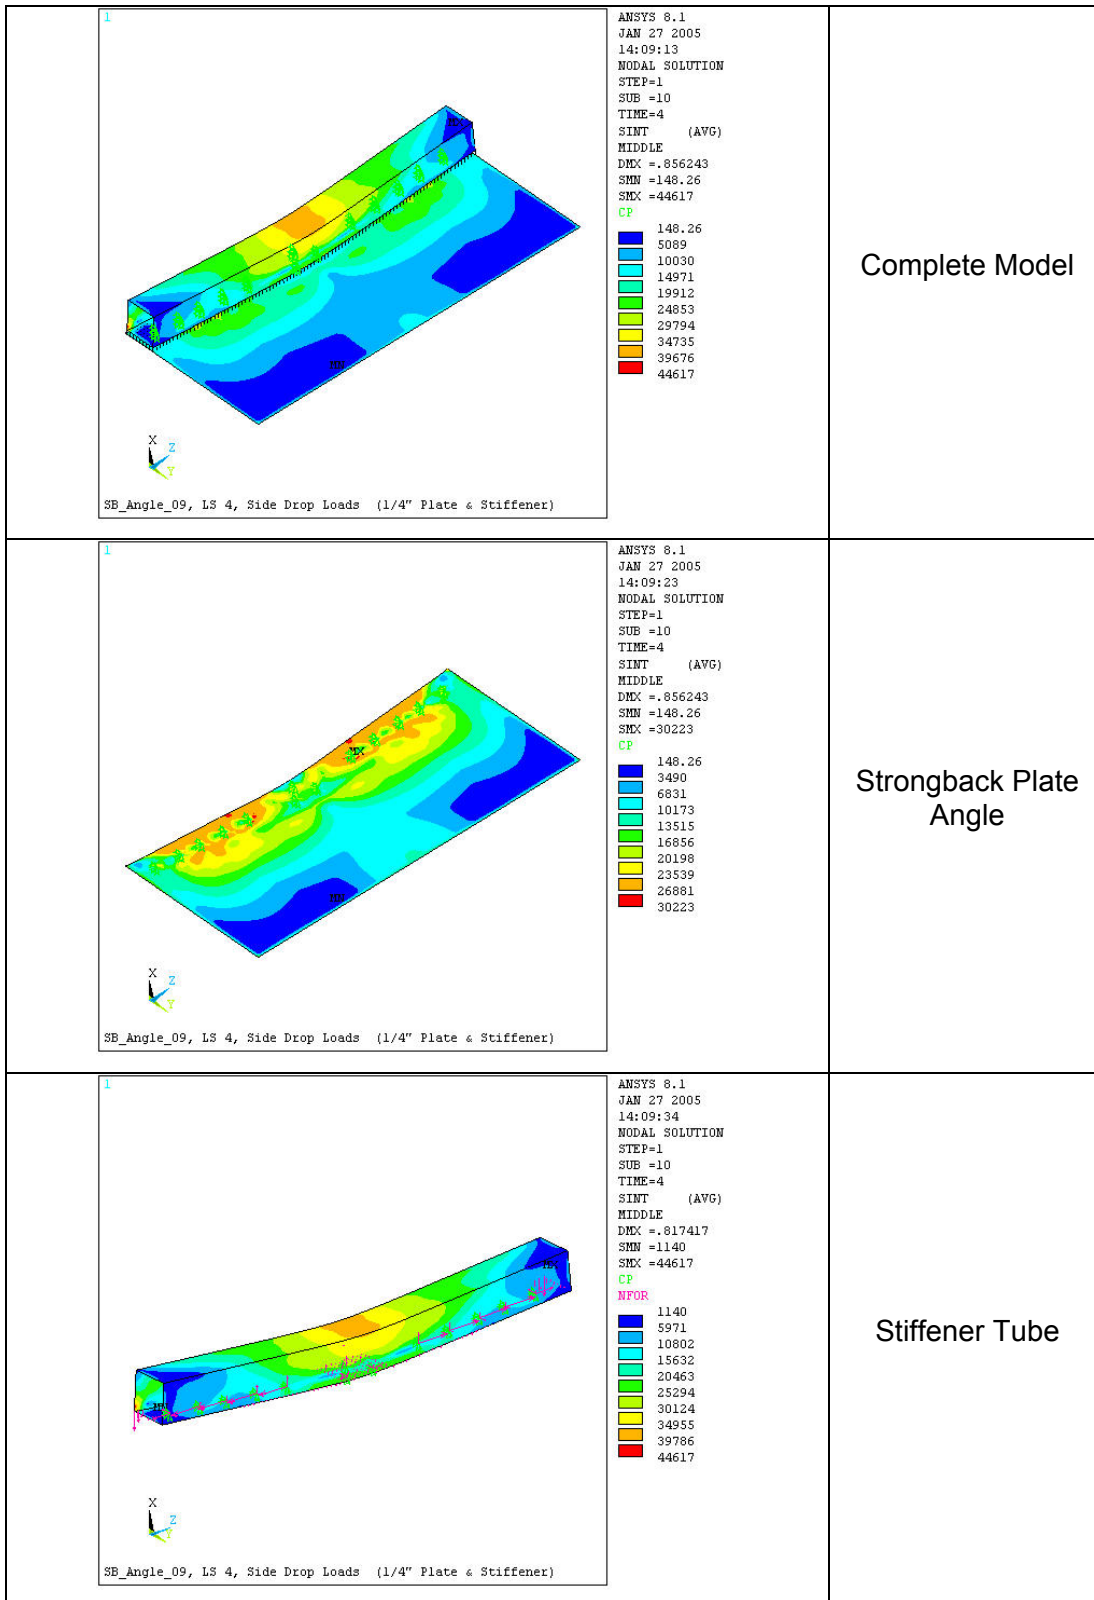 1
ANSYS 8.1
JAN 27 2005
14:09:13
NODAL SOLUTION
STEP=1
SUB =10
TIME=4
SINT (AVG)
MIDDLE
DMX =.856243
SMN =148.26
SMX =44617
CP
148.26
5089
10030
14971
19912
24853
29794
34735
39676
44617
MX
MN
X
Z
Y
SB_Angle_09, LS 4, Side Drop Loads (1/4" Plate & Stiffener)
Complete Model
1
ANSYS 8.1
JAN 27 2005
14:09:23
NODAL SOLUTION
STEP=1
SUB =10
TIME=4
SINT (AVG)
MIDDLE
DMX =.856243
SMN =148.26
SMX =30223
CP
148.26
3490
6831
10173
13515
16856
20198
23539
26881
30223
MX
MN
X
Z
Y
SB_Angle_09, LS 4, Side Drop Loads (1/4" Plate & Stiffener)
Strongback Plate
Angle
1
ANSYS 8.1
JAN 27 2005
14:09:34
NODAL SOLUTION
STEP=1
SUB =10
TIME=4
SINT (AVG)
MIDDLE
DMX =.817417
SMN =1140
SMX =44617
CP
NFOR
1140
5971
10802
15632
20463
25294
30124
34955
39786
44617
MX
MN
X
Z
Y
SB_Angle_09, LS 4, Side Drop Loads (1/4" Plate & Stiffener)
Stiffener Tube